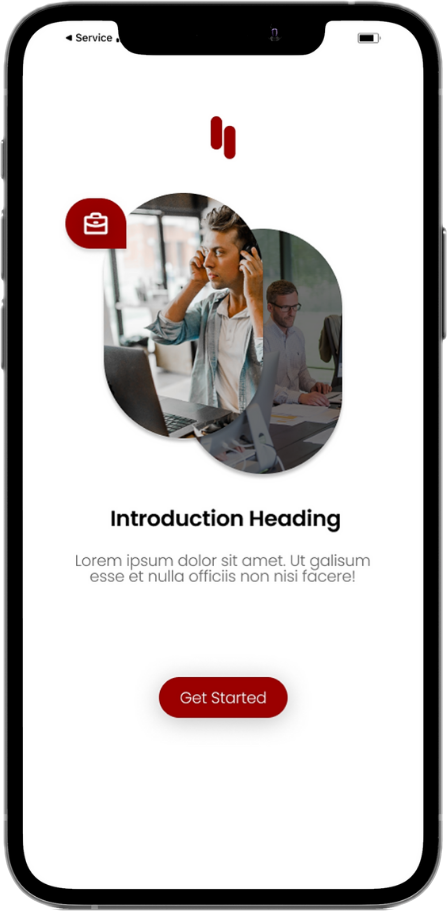 ◀ Service
Introduction Heading
Lorem ipsum dolor sit amet. Ut galisum
esse et nulla officiis non nisi facere!
Get Started